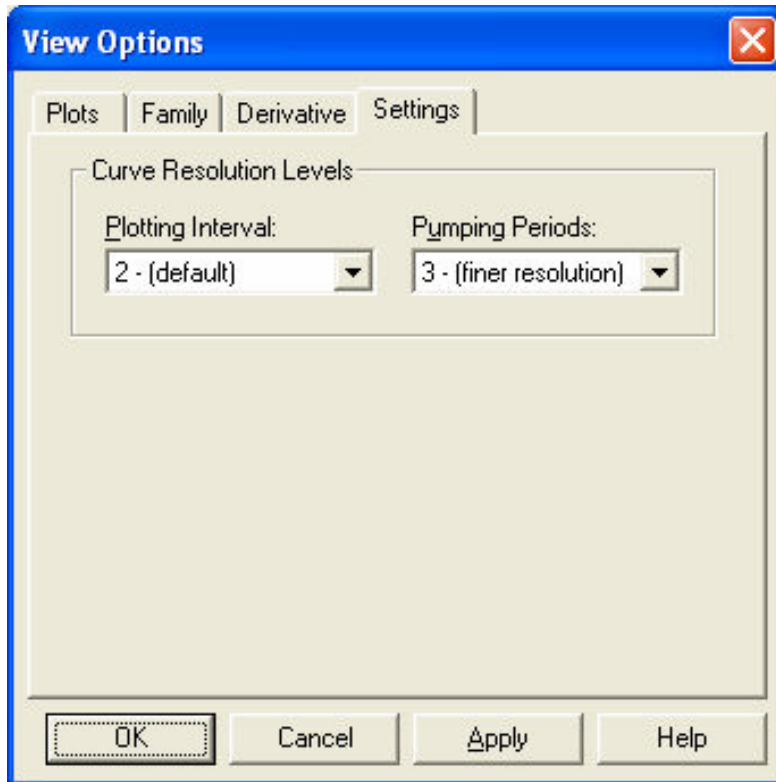 View Options
Plots Family Derivative Settings
Curve Resolution Levels
Plotting Interval: Pumping Periods:
2 - (default) 3 - (finer resolution)
OK Cancel Apply Help